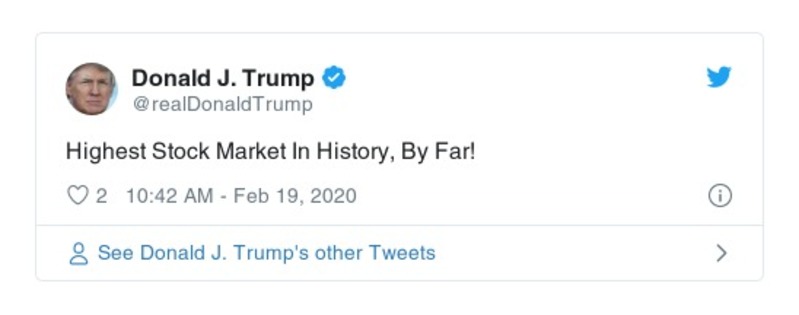 Donald J. Trump
@realDonaldTrump
Highest Stock Market In History, By Far!
2 10:42 AM - Feb 19, 2020
See Donald J. Trump's other Tweets